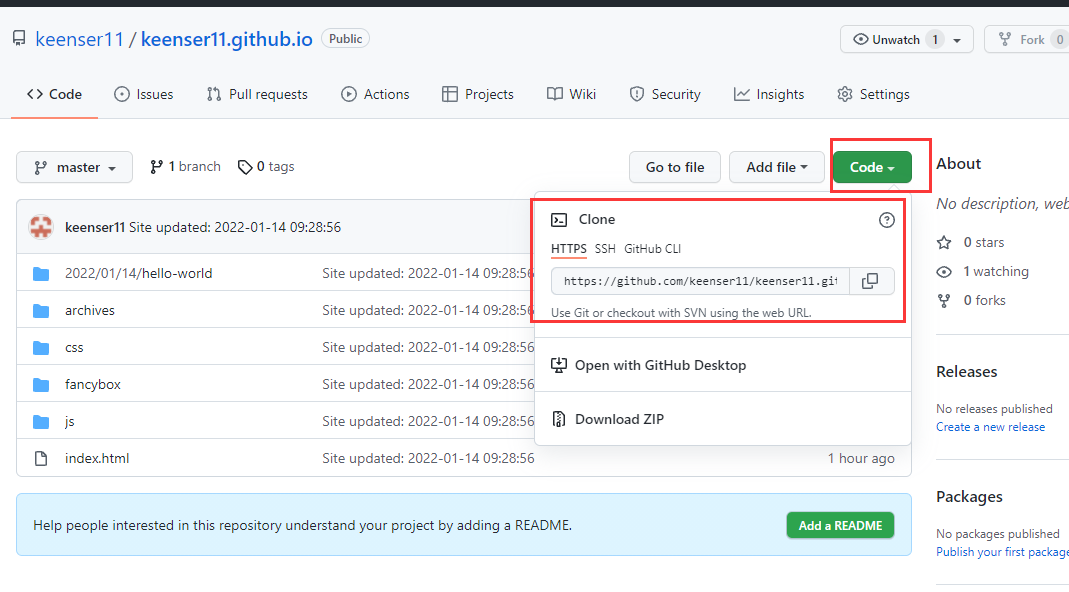 keenser11 / keenser11.github.io Public Unwatch 1 Fork 0
Code Issues Pull requests Actions Projects Wiki Security Insights Settings
master 1 branch 0 tags Go to file Add file Code
keenser11 Site updated: 2022-01-14 09:28:56
2022/01/14/hello-world Site updated: 2022-01-14 09:28:56
archives Site updated: 2022-01-14 09:28:56
css Site updated: 2022-01-14 09:28:56
fancybox Site updated: 2022-01-14 09:28:56
js Site updated: 2022-01-14 09:28:56
index.html Site updated: 2022-01-14 09:28:56 1 hour ago
Clone
HTTPS SSH GitHub CLI
https://github.com/keenser11/keenser11.git
Use Git or checkout with SVN using the web URL.
Open with GitHub Desktop
Download ZIP
Help people interested in this repository understand your project by adding a README. Add a README
About
No description, web
0 stars
1 watching
0 forks
Releases
No releases published
Create a new release
Packages
No packages published
Publish your first package